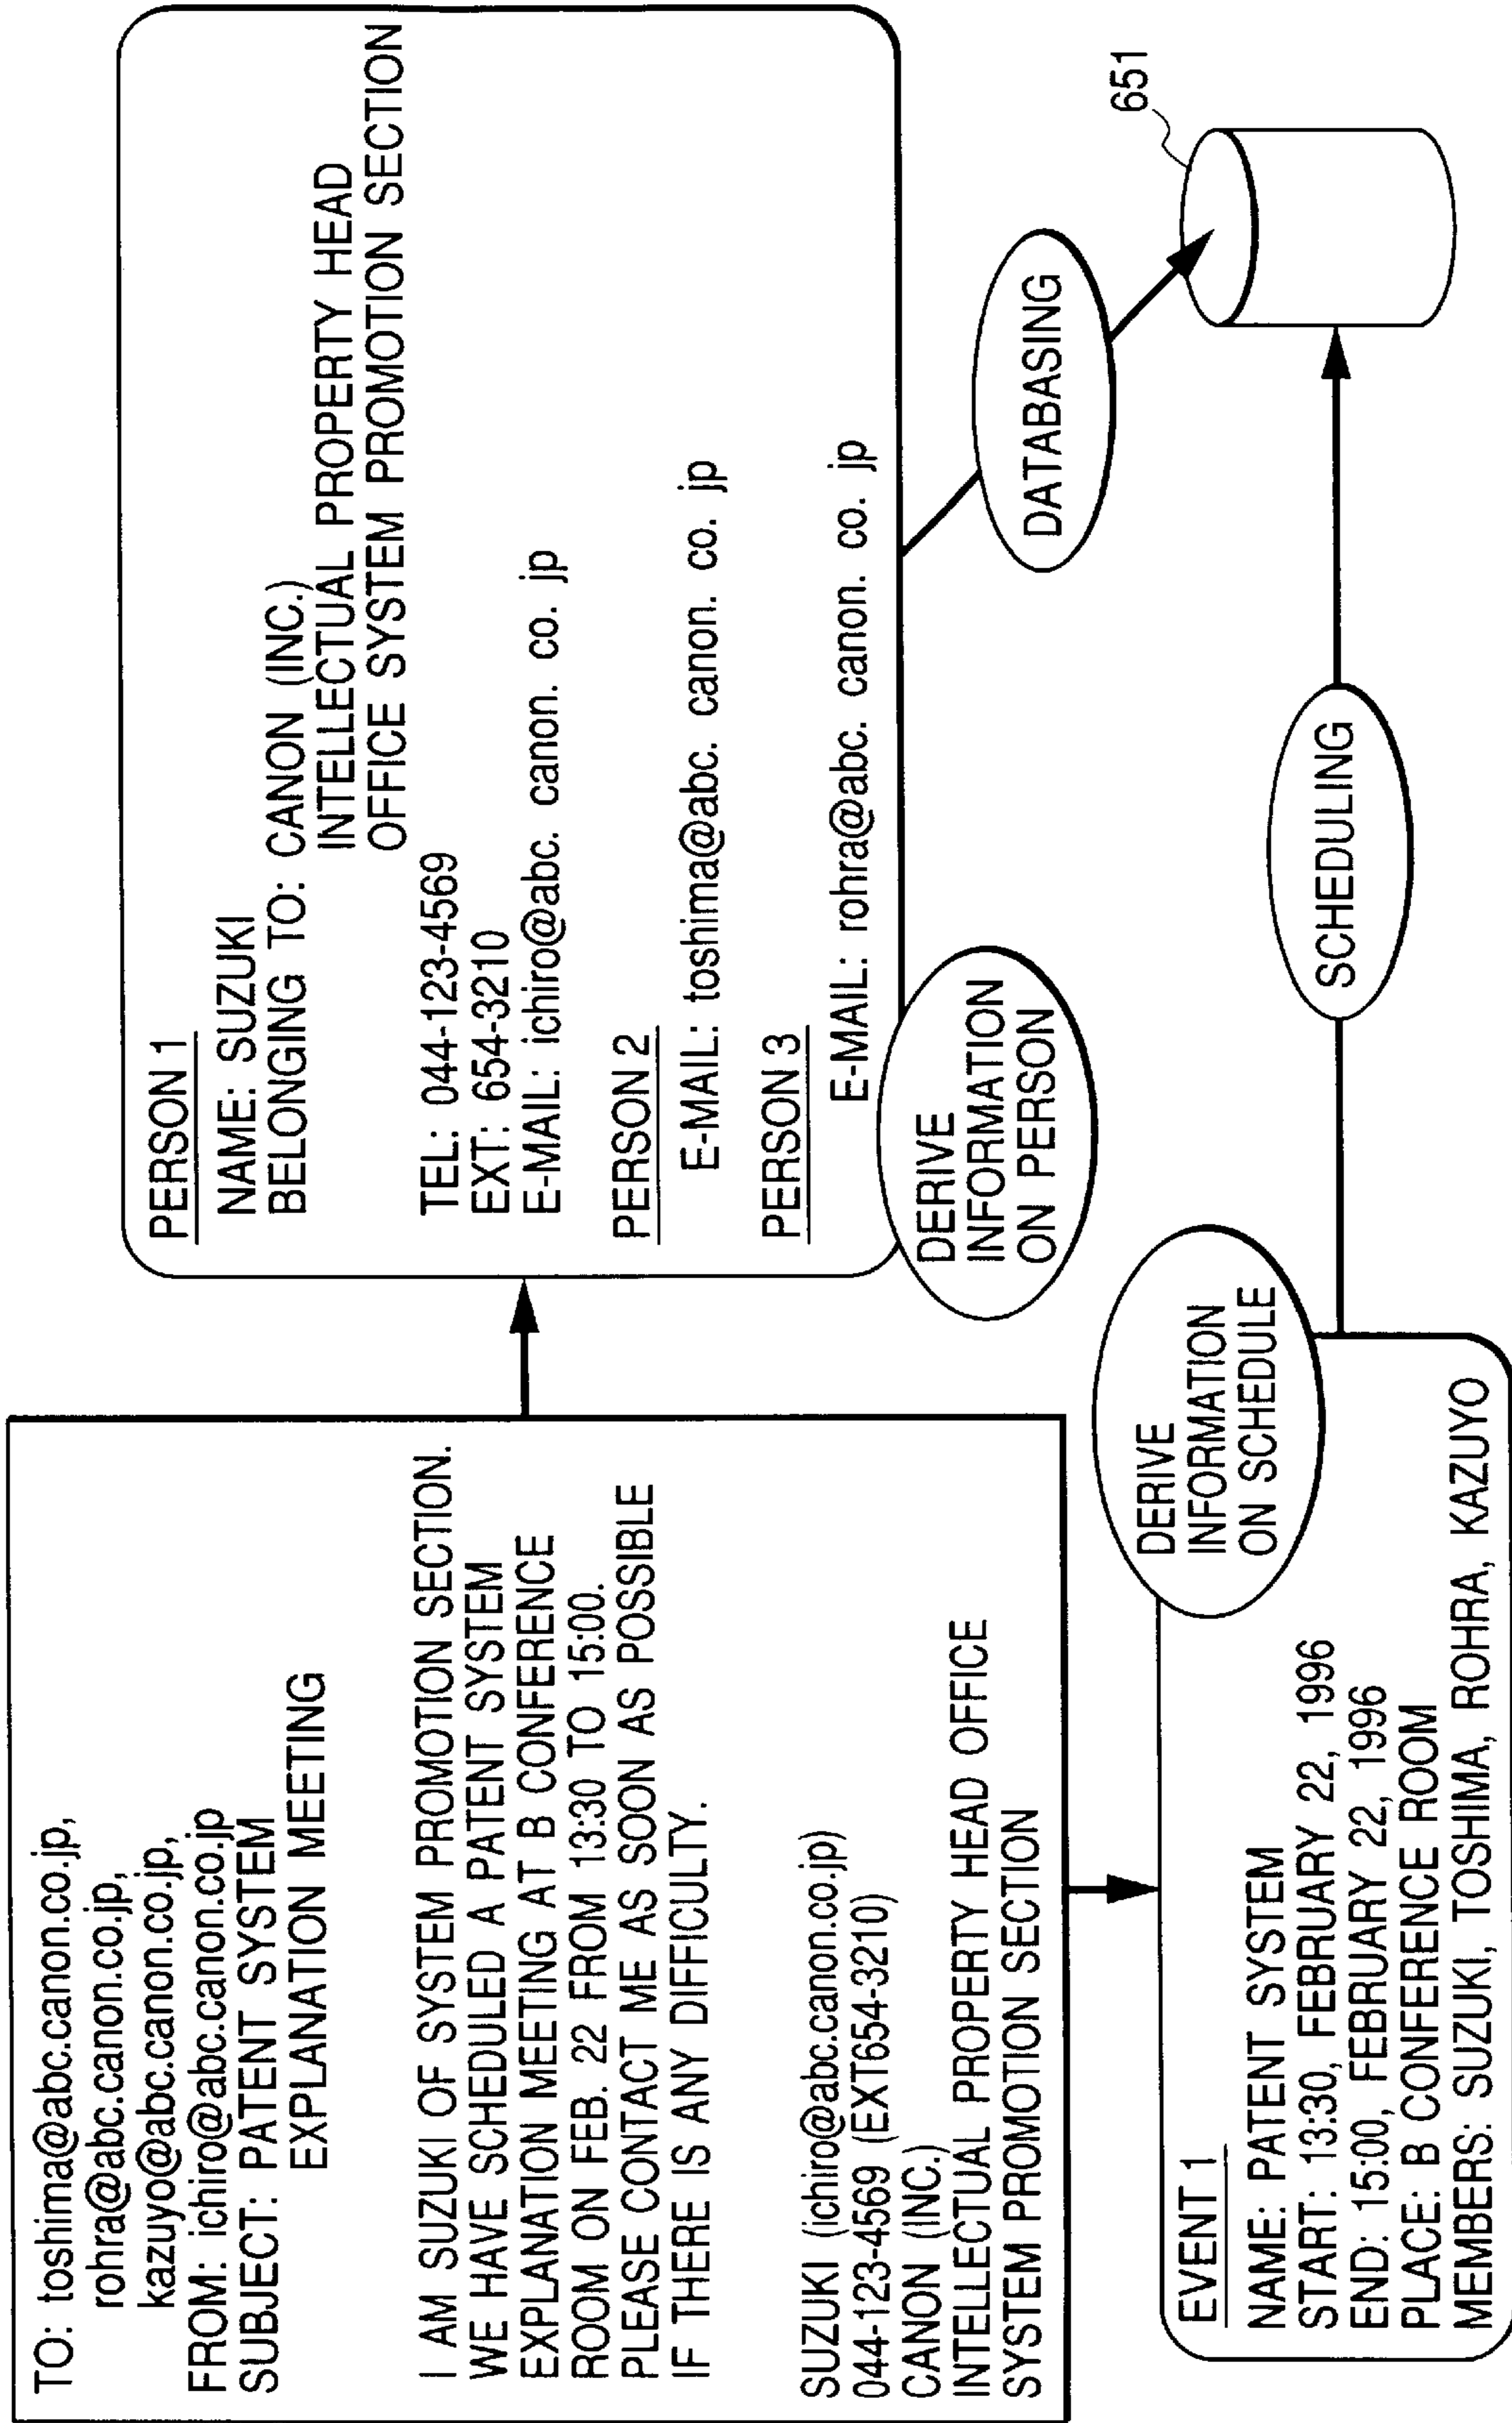 TO: toshima@abc.canon.co.jp,
rohra@abc.canon.co.jp,
kazuyo@abc.canon.co.jp,
FROM: ichiro@abc.canon.co.jp
SUBJECT: PATENT SYSTEM
EXPLANATION MEETING
I AM SUZUKI OF SYSTEM PROMOTION SECTION.
WE HAVE SCHEDULED A PATENT SYSTEM
EXPLANATION MEETING AT B CONFERENCE
ROOM ON FEB. 22 FROM 13:30 TO 15:00.
PLEASE CONTACT ME AS SOON AS POSSIBLE
IF THERE IS ANY DIFFICULTY.
SUZUKI (ichiro@abc.canon.co.jp)
044-123-4569 (EXT654-3210)
CANON (INC.)
INTELLECTUAL PROPERTY HEAD OFFICE
SYSTEM PROMOTION SECTION
PERSON 1
NAME: SUZUKI
BELONGING TO: CANON (INC.)
INTELLECTUAL PROPERTY HEAD
OFFICE SYSTEM PROMOTION SECTION
TEL: 044-123-4569
EXT: 654-3210
E-MAIL: ichiro@abc. canon. co. jp
PERSON 2
E-MAIL: toshima@abc. canon. co. jp
PERSON 3
E-MAIL: rohra@abc. canon. co. jp
DERIVE
INFORMATION
ON PERSON
DATABASING
651
DERIVE
INFORMATION
ON SCHEDULE
SCHEDULING
EVENT 1
NAME: PATENT SYSTEM
START: 13:30, FEBRUARY 22, 1996
END: 15:00, FEBRUARY 22, 1996
PLACE: B CONFERENCE ROOM
MEMBERS: SUZUKI, TOSHIMA, ROHRA, KAZUYO